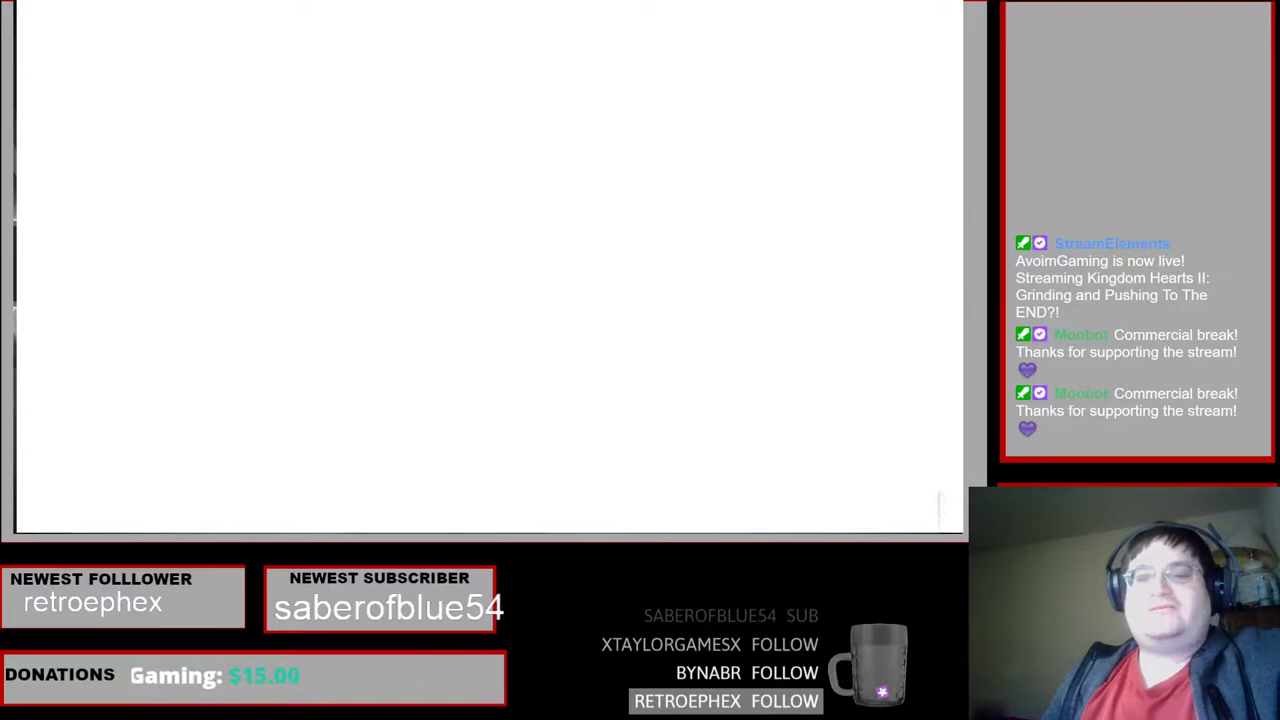 StreamElements
AvoimGaming is now live!
Streaming Kingdom Hearts II:
Grinding and Pushing To The
END?!
Moobot Commercial break!
Thanks for supporting the stream!
Moobot Commercial break!
Thanks for supporting the stream!
NEWEST FOLLLOWER
retroephex
NEWEST SUBSCRIBER
saberofblue54
DONATIONS Gaming: $15.00
SABEROFBLUE54 SUB
XTAYLORGAMESX FOLLOW
BYNABR FOLLOW
RETROEPHEX FOLLOW